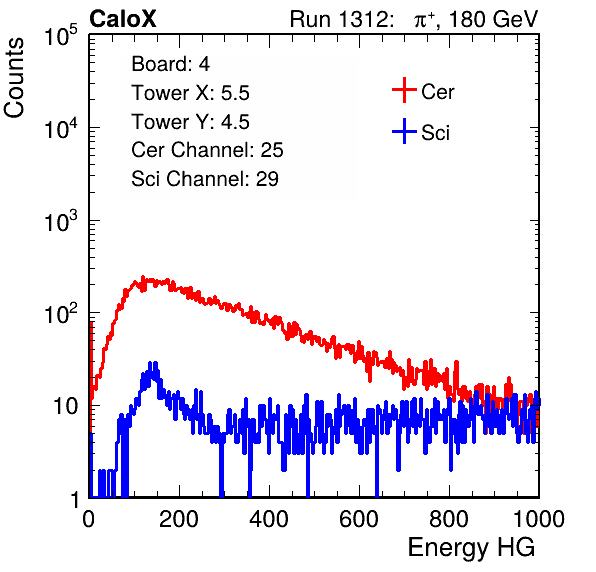 CaloX Run 1312: π⁺, 180 GeV
Counts
Board: 4
Tower X: 5.5
Tower Y: 4.5
Cer Channel: 25
Sci Channel: 29
Cer
Sci
10⁵
10⁴
10³
10²
10
1
0 200 400 600 800 1000
Energy HG